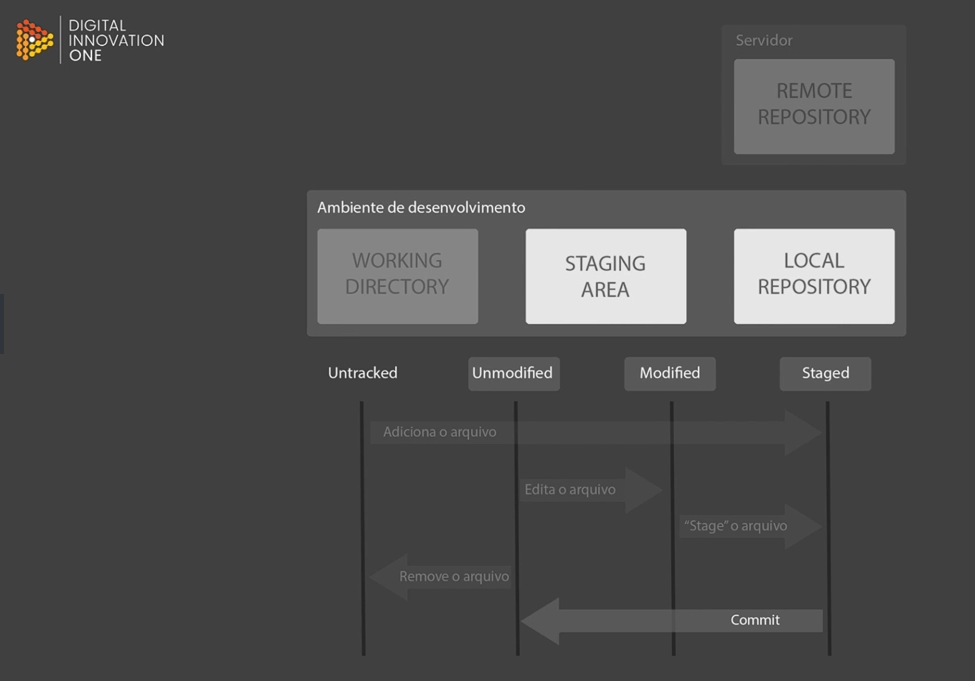 DIGITAL
INNOVATION
ONE
Servidor
REMOTE
REPOSITORY
Ambiente de desenvolvimento
WORKING
DIRECTORY
STAGING
AREA
LOCAL
REPOSITORY
Untracked
Unmodified
Modified
Staged
Adiciona o arquivo
Edita o arquivo
“Stage” o arquivo
Remove o arquivo
Commit